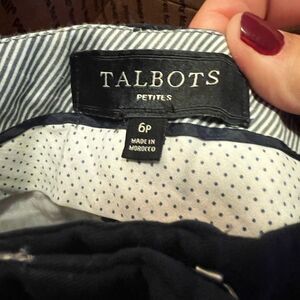 TALBOTS
PETITES
6P
MADE IN
MOROCCO